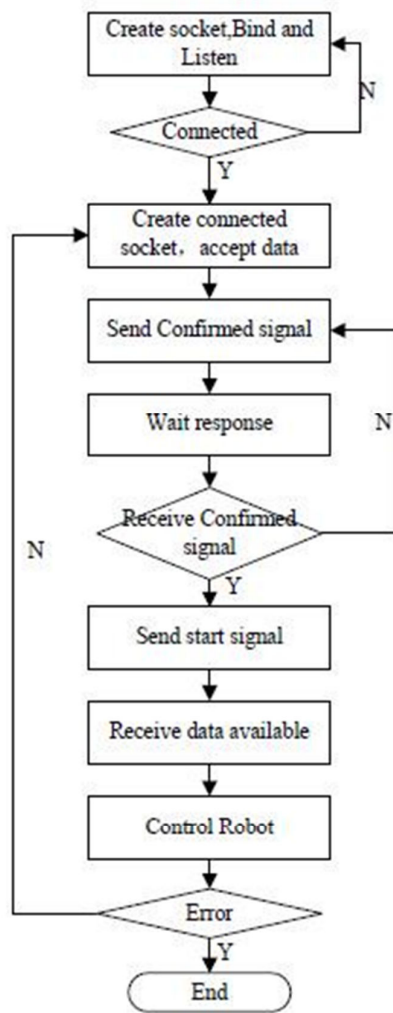 Create socket,Bind and
Listen
N
Connected
Y
Create connected
socket，accept data
Send Confirmed signal
Wait response
N
Receive Confirmed
signal
N
Y
Send start signal
Receive data available
Control Robot
Error
Y
End